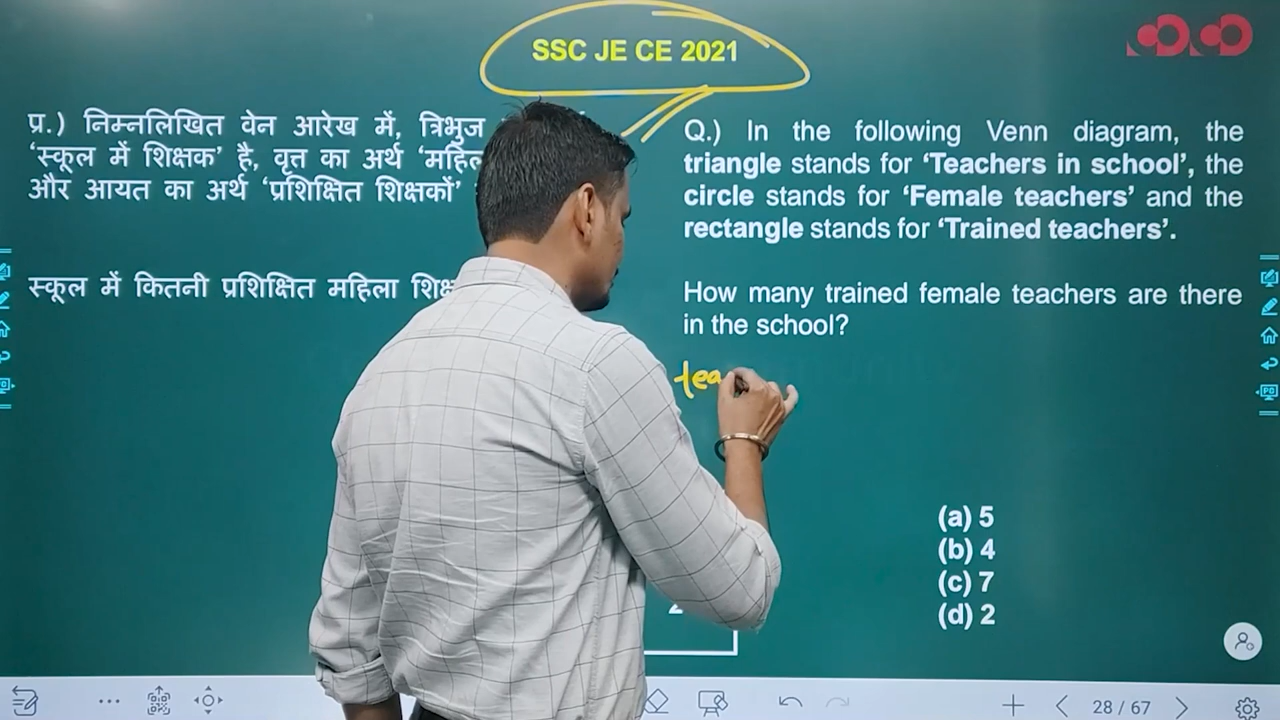 SSC JE CE 2021
प्र.) निम्नलिखित वेन आरेख में, त्रिभुज
'स्कूल में शिक्षक' है, वृत्त का अर्थ
और आयत का अर्थ 'प्रशिक्षित शिक्षकों'
स्कूल में कितनी प्रशिक्षित महिला
Q.) In the following Venn diagram, the
triangle stands for 'Teachers in school', the
circle stands for 'Female teachers' and the
rectangle stands for 'Trained teachers'.
How many trained female teachers are there
in the school?
tea
(a) 5
(b) 4
(c) 7
(d) 2
2
28 / 67